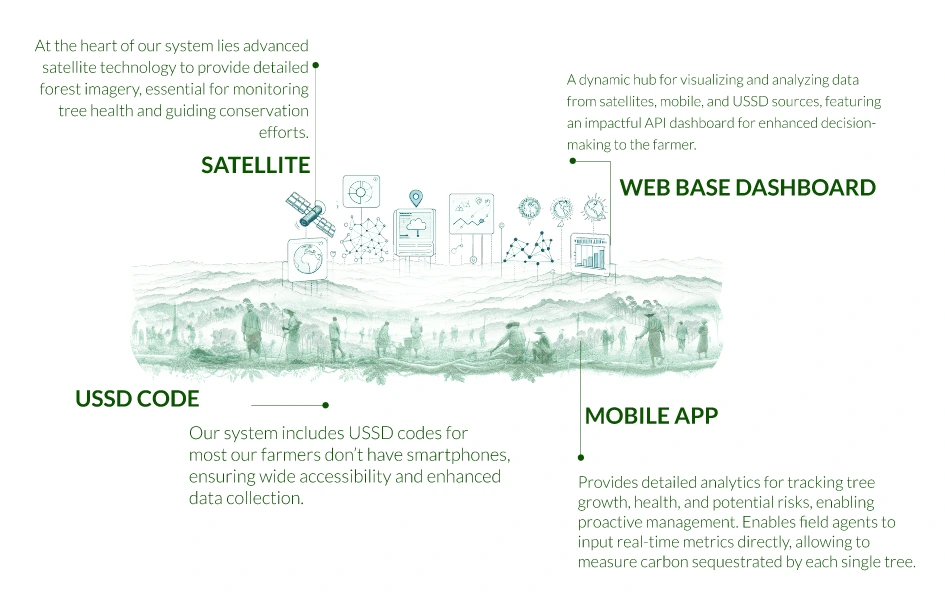 At the heart of our system lies advanced
satellite technology to provide detailed
forest imagery, essential for monitoring
tree health and guiding conservation
efforts.
SATELLITE
A dynamic hub for visualizing and analyzing data
from satellites, mobile, and USSD sources, featuring
an impactful API dashboard for enhanced decision-
making to the farmer.
WEB BASE DASHBOARD
USSD CODE
Our system includes USSD codes for
most our farmers don't have smartphones,
ensuring wide accessibility and enhanced
data collection.
MOBILE APP
Provides detailed analytics for tracking tree
growth, health, and potential risks, enabling
proactive management. Enables field agents to
input real-time metrics directly, allowing to
measure carbon sequestrated by each single tree.